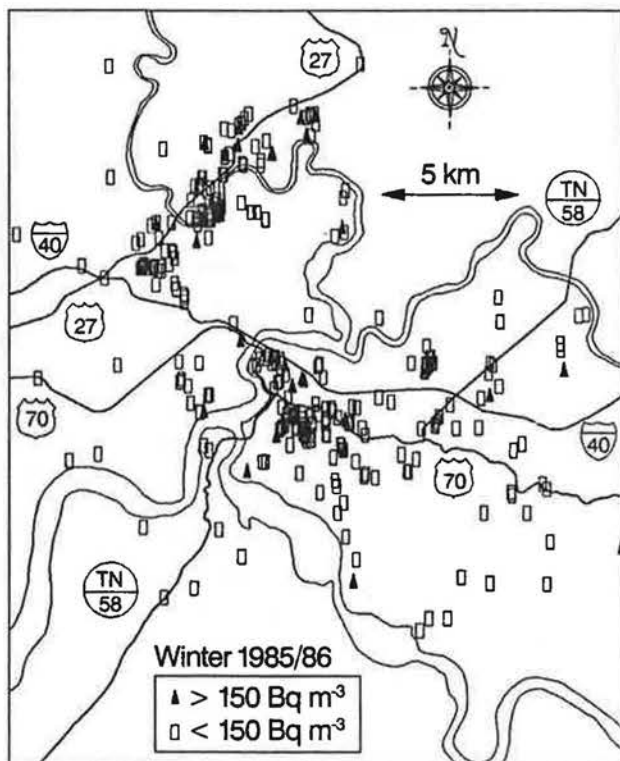 27
N
5 km
TN
58
40
27
70
40
70
TN
58
Winter 1985/86
▲ > 150 Bq m⁻³
▯ < 150 Bq m⁻³